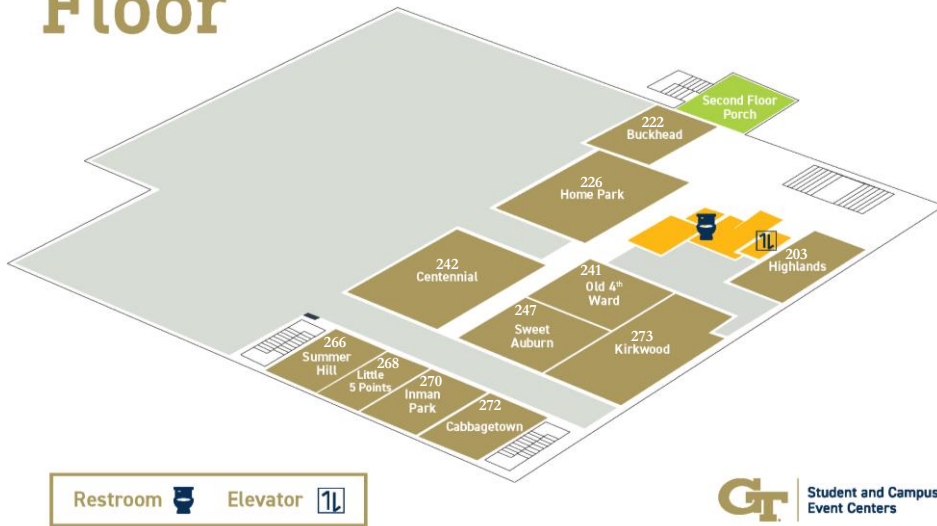 Floor
Second Floor
Porch
222
Buckhead
226
Home Park
203
Highlands
242
Centennial
241
Old 4th
Ward
247
Sweet
Auburn
273
Kirkwood
266
Summer
Hill
268
Little
5 Points
270
Inman
Park
272
Cabbagetown
Restroom
Elevator
GT
Student and Campus
Event Centers